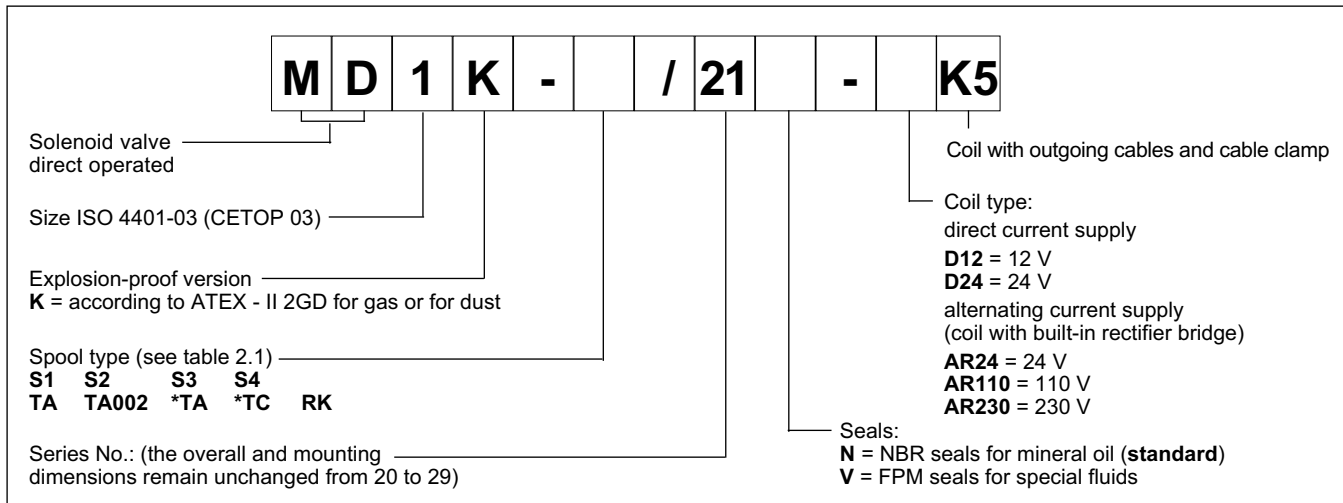 MD1K- /21 - K5
Solenoid valve
direct operated
Size ISO 4401-03 (CETOP 03)
Explosion-proof version
K = according to ATEX - II 2GD for gas or for dust
Spool type (see table 2.1)
S1 S2 S3 S4
TA TA002 *TA *TC RK
Series No.: (the overall and mounting
dimensions remain unchanged from 20 to 29)
Coil with outgoing cables and cable clamp
Coil type:
direct current supply
D12 = 12 V
D24 = 24 V
alternating current supply
(coil with built-in rectifier bridge)
AR24 = 24 V
AR110 = 110 V
AR230 = 230 V
Seals:
N = NBR seals for mineral oil (standard)
V = FPM seals for special fluids